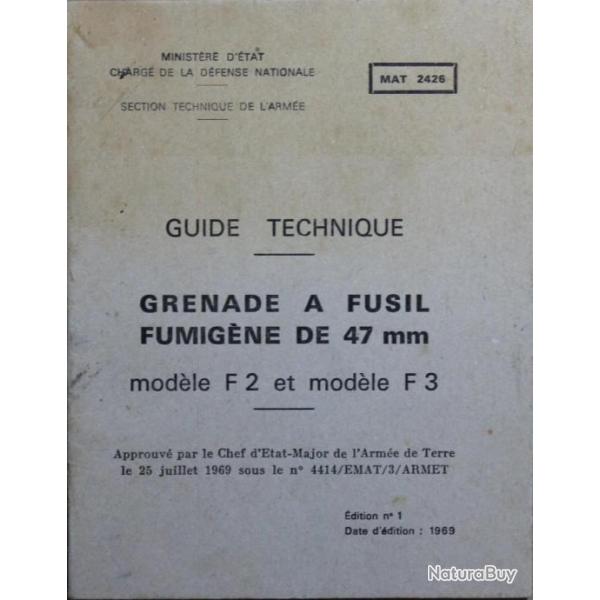 MINISTÈRE D'ÉTAT
CHARGÉ DE LA DÉFENSE NATIONALE
MAT 2426
SECTION TECHNIQUE DE L'ARMÉE
GUIDE TECHNIQUE
GRENADE A FUSIL
FUMIGÈNE DE 47 mm
modèle F 2 et modèle F 3
Approuvé par le Chef d'Etat-Major de l'Armée de Terre
le 25 juillet 1969 sous le n° 4414/EMAT/3/ARMET
Édition n° 1
Date d'édition : 1969
NaturaBuy